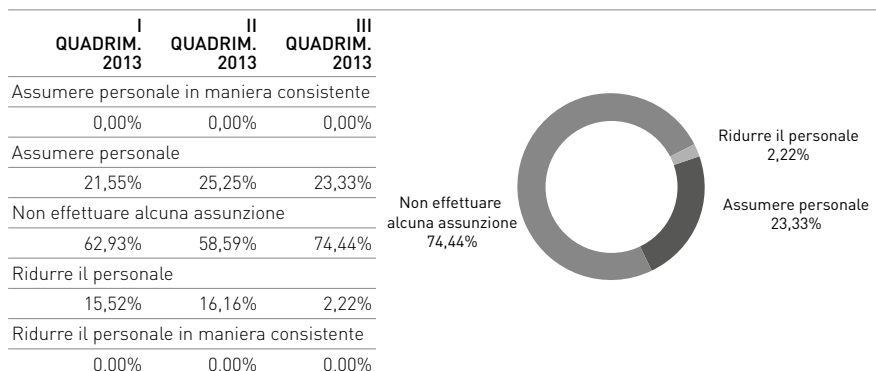 I
QUADRIM.
2013
II
QUADRIM.
2013
III
QUADRIM.
2013
Assumere personale in maniera consistente
0,00% 0,00% 0,00%
Assumere personale
21,55% 25,25% 23,33%
Non effettuare alcuna assunzione
62,93% 58,59% 74,44%
Ridurre il personale
15,52% 16,16% 2,22%
Ridurre il personale in maniera consistente
0,00% 0,00% 0,00%
Ridurre il personale
2,22%
Assumere personale
23,33%
Non effettuare
alcuna assunzione
74,44%